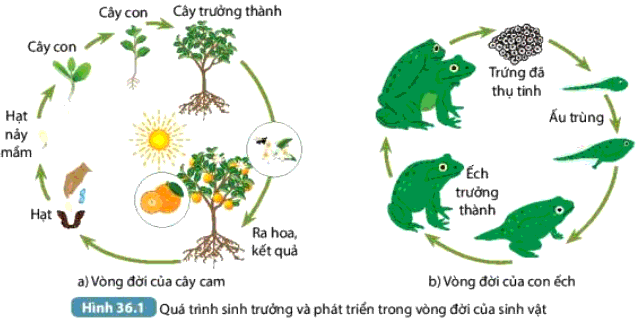 Cây con
Cây trưởng thành
Cây con
Hạt
nảy
mầm
Hạt
Ra hoa,
kết quả
a) Vòng đời của cây cam
Trứng đã
thụ tinh
Ấu trùng
Ếch
trưởng
thành
b) Vòng đời của con ếch
Hình 36.1 Quá trình sinh trưởng và phát triển trong vòng đời của sinh vật